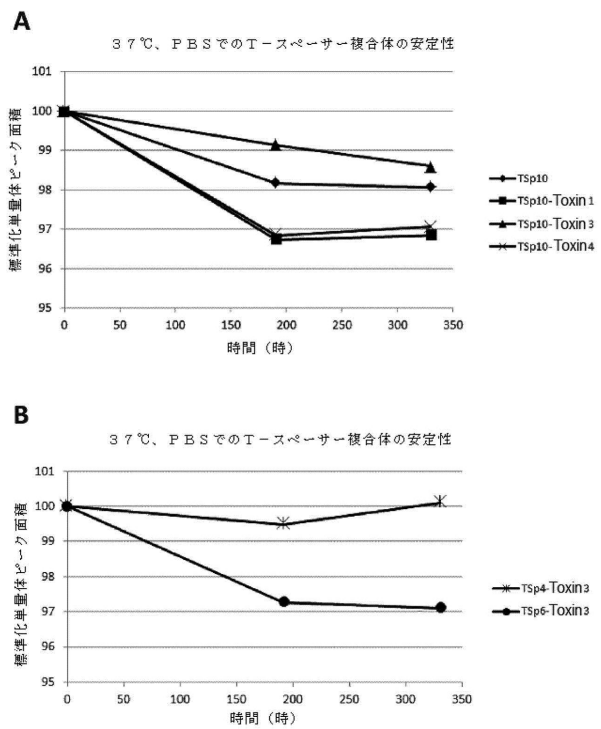 A
37℃、PBSでのT-スペーサー複合体の安定性
101
100
99
98
97
96
95
標準化単量体ピーク面積
0 50 100 150 200 250 300 350
時間(時)
TSp10
TSp10-Toxin1
TSp10-Toxin3
TSp10-Toxin4
B
37℃、PBSでのT-スペーサー複合体の安定性
101
100
99
98
97
96
95
標準化単量体ピーク面積
0 50 100 150 200 250 300 350
時間(時)
TSp4-Toxin3
TSp6-Toxin3